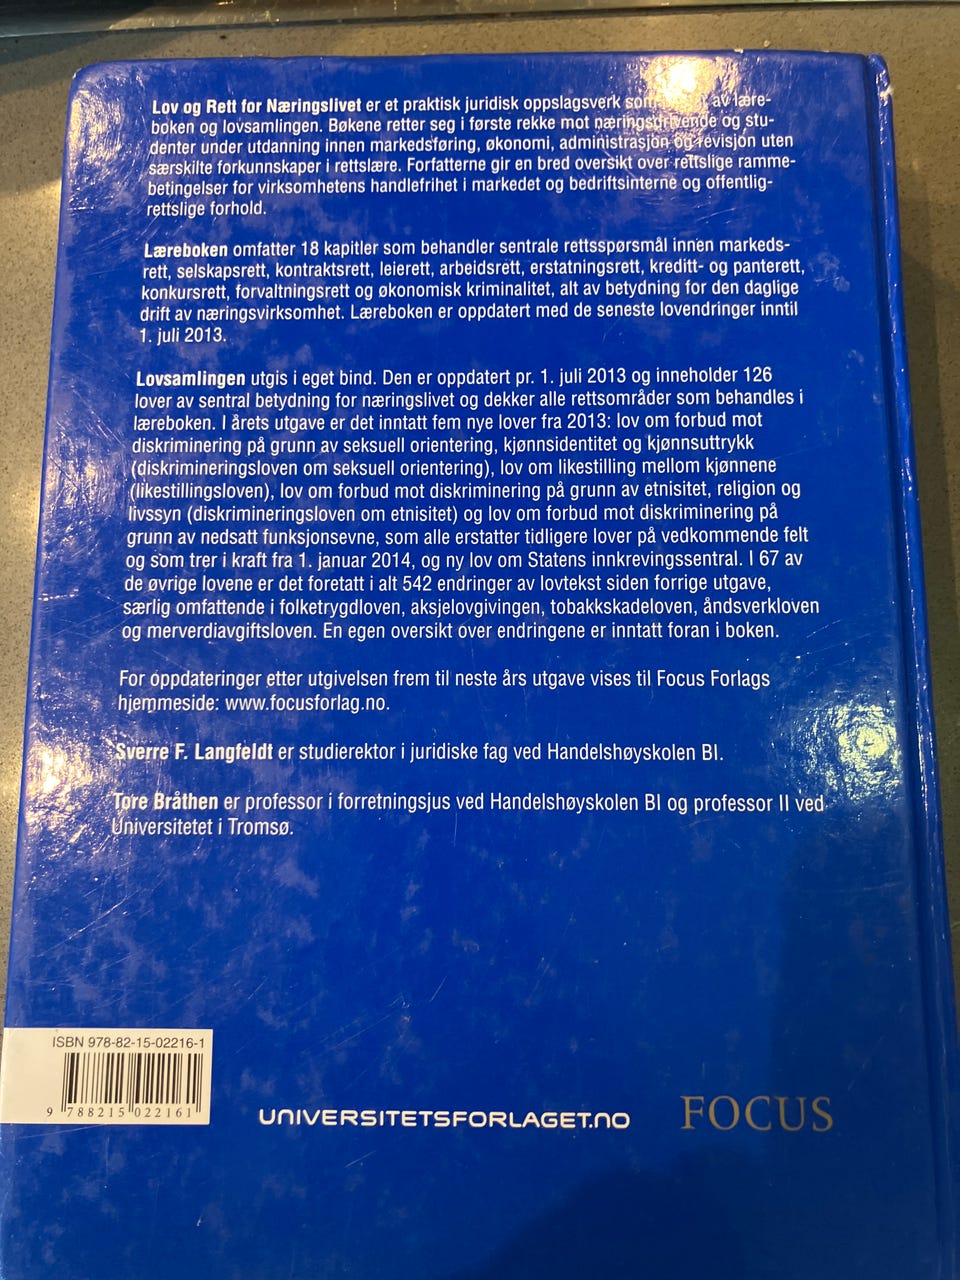 Lov og Rett for Næringslivet er et praktisk juridisk oppslagsverk som av lære-
boken og lovsamlingen. Bøkene retter seg i første rekke mot næringsdrivende og stu-
denter under utdanning innen markedsføring, økonomi, administrasjon og revisjon uten
særskilte forkunnskaper i rettslære. Forfatterne gir en bred oversikt over rettslige ramme-
betingelser for virksomhetens handlefrihet i markedet og bedriftsinterne og offentlig-
rettslige forhold.
Læreboken omfatter 18 kapitler som behandler sentrale rettsspørsmål innen markeds-
rett, selskapsrett, kontraktsrett, leierett, arbeidsrett, erstatningsrett, kreditt- og panterett,
konkursrett, forvaltningsrett og økonomisk kriminalitet, alt av betydning for den daglige
drift av næringsvirksomhet. Læreboken er oppdatert med de seneste lovendringer inntil
1. juli 2013.
Lovsamlingen utgis i eget bind. Den er oppdatert pr. 1. juli 2013 og inneholder 126
lover av sentral betydning for næringslivet og dekker alle rettsområder som behandles i
læreboken. I årets utgave er det inntatt fem nye lover fra 2013: lov om forbud mot
diskriminering på grunn av seksuell orientering, kjønnsidentitet og kjønnsuttrykk
(diskrimineringsloven om seksuell orientering), lov om likestilling mellom kjønnene
(likestillingsloven), lov om forbud mot diskriminering på grunn av etnisitet, religion og
livssyn (diskrimineringsloven om etnisitet) og lov om forbud mot diskriminering på
grunn av nedsatt funksjonsevne, som alle erstatter tidligere lover på vedkommende felt
og som trer i kraft fra 1. januar 2014, og ny lov om Statens innkrevingssentral. I 67 av
de øvrige lovene er det foretatt i alt 542 endringer av lovtekst siden forrige utgave,
særlig omfattende i folketrygdloven, aksjelovgivingen, tobakkskadeloven, åndsverkloven
og merverdiavgiftsloven. En egen oversikt over endringene er inntatt foran i boken.
For oppdateringer etter utgivelsen frem til neste års utgave vises til Focus Forlags
hjemmeside: www.focusforlag.no.
Sverre F. Langfeldt er studierektor i juridiske fag ved Handelshøyskolen BI.
Tore Bråthen er professor i forretningsjus ved Handelshøyskolen BI og professor II ved
Universitetet i Tromsø.
ISBN 978-82-15-02216-1
9 788215 022161
UNIVERSITETSFORLAGET.NO
FOCUS